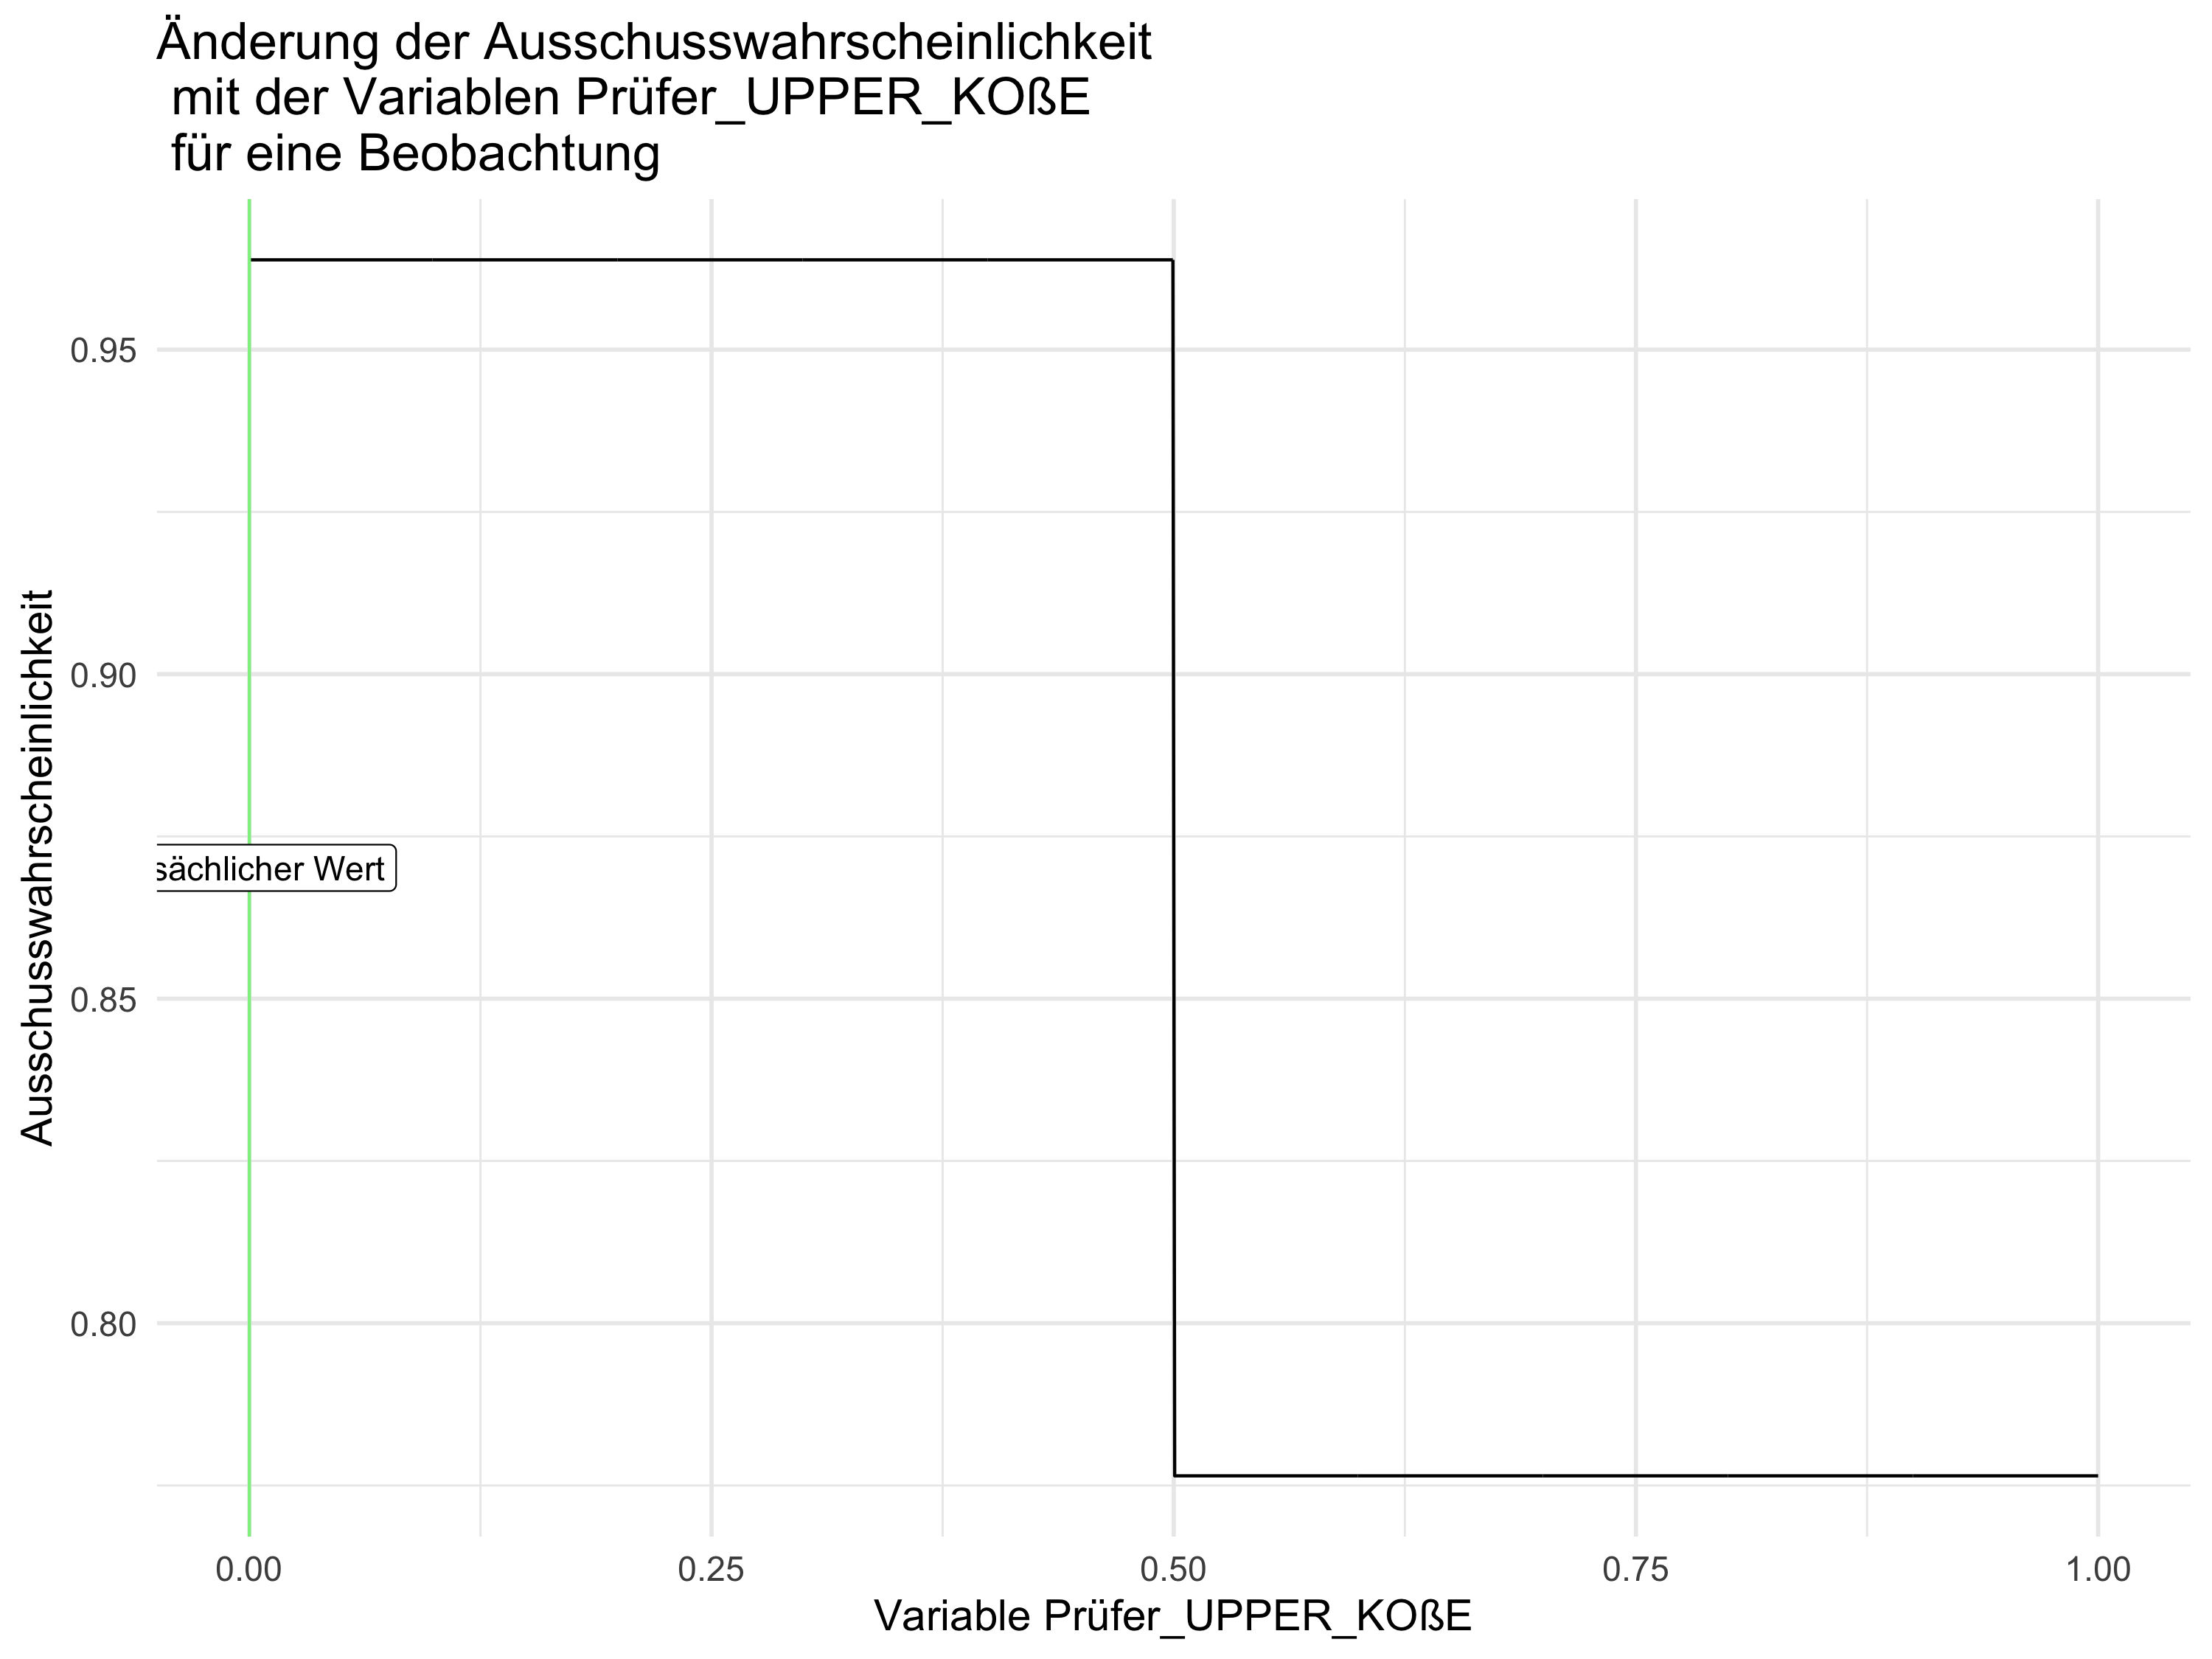 Änderung der Ausschusswahrscheinlichkeit
mit der Variablen Prüfer_UPPER_KOßE
für eine Beobachtung
Ausschusswahrscheinlichkeit
0.95
0.90
0.85
0.80
sächlicher Wert
0.00 0.25 0.50 0.75 1.00
Variable Prüfer_UPPER_KOßE